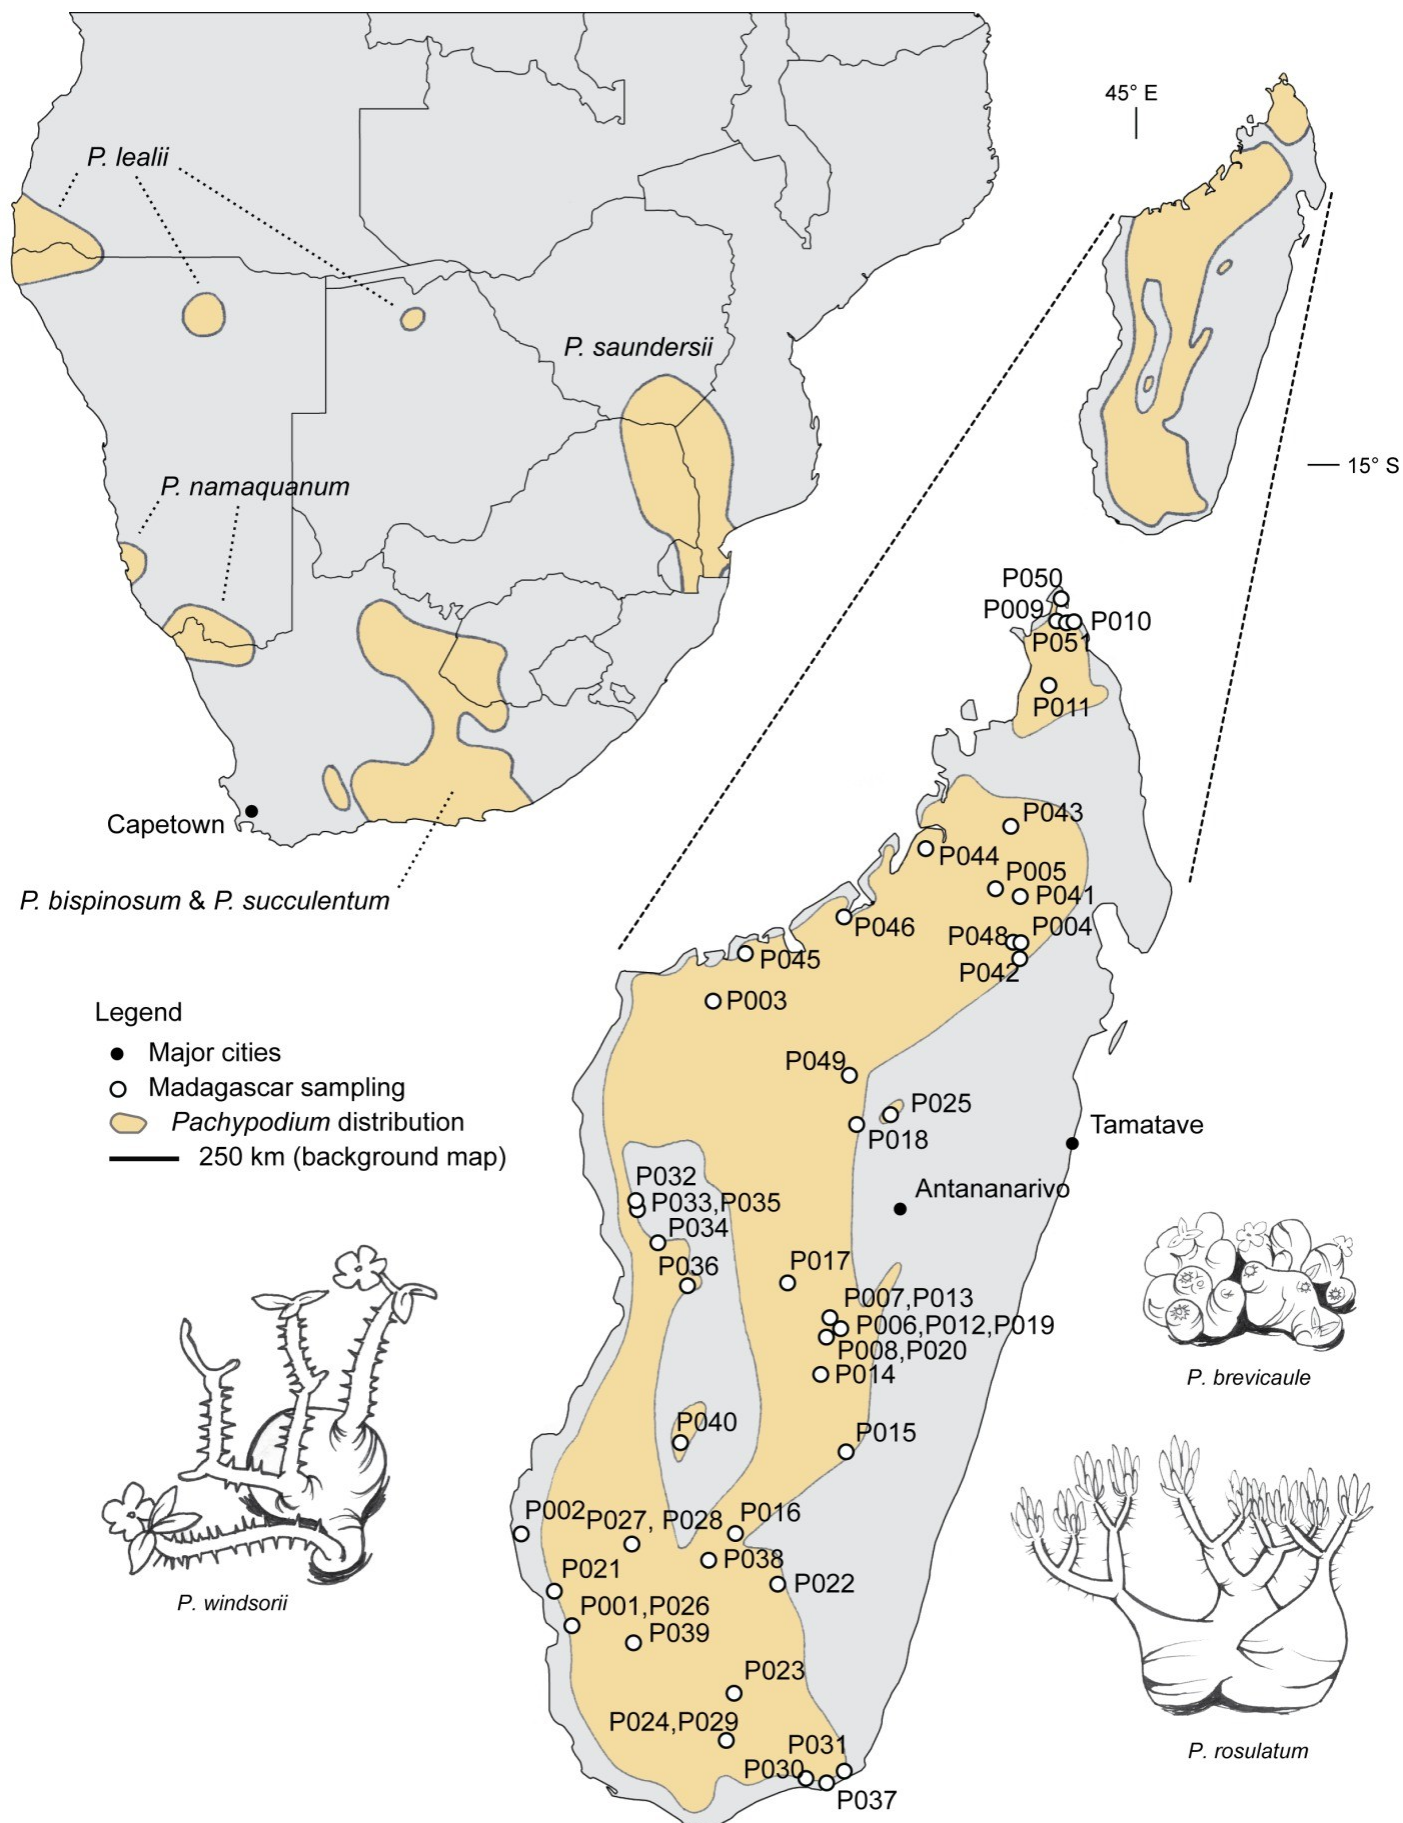 45° E
P. lealii
P. saundersii
15° S
P. namaquanum
Capetown
P. bispinosum & P. succulentum
P050
P009
P010
P051
P011
P043
P044
P005
P041
P046
P048
P004
P042
P045
P003
Legend
Major cities
Madagascar sampling
Pachypodium distribution
250 km (background map)
P049
P025
P018
Tamatave
Antananarivo
P032
P033,P035
P034
P036
P017
P007,P013
P006,P012,P019
P008,P020
P014
P040
P015
P002
P027, P028
P016
P038
P021
P022
P001,P026
P039
P023
P024,P029
P031
P030
P037
P. windsorii
P. brevicaule
P. rosulatum